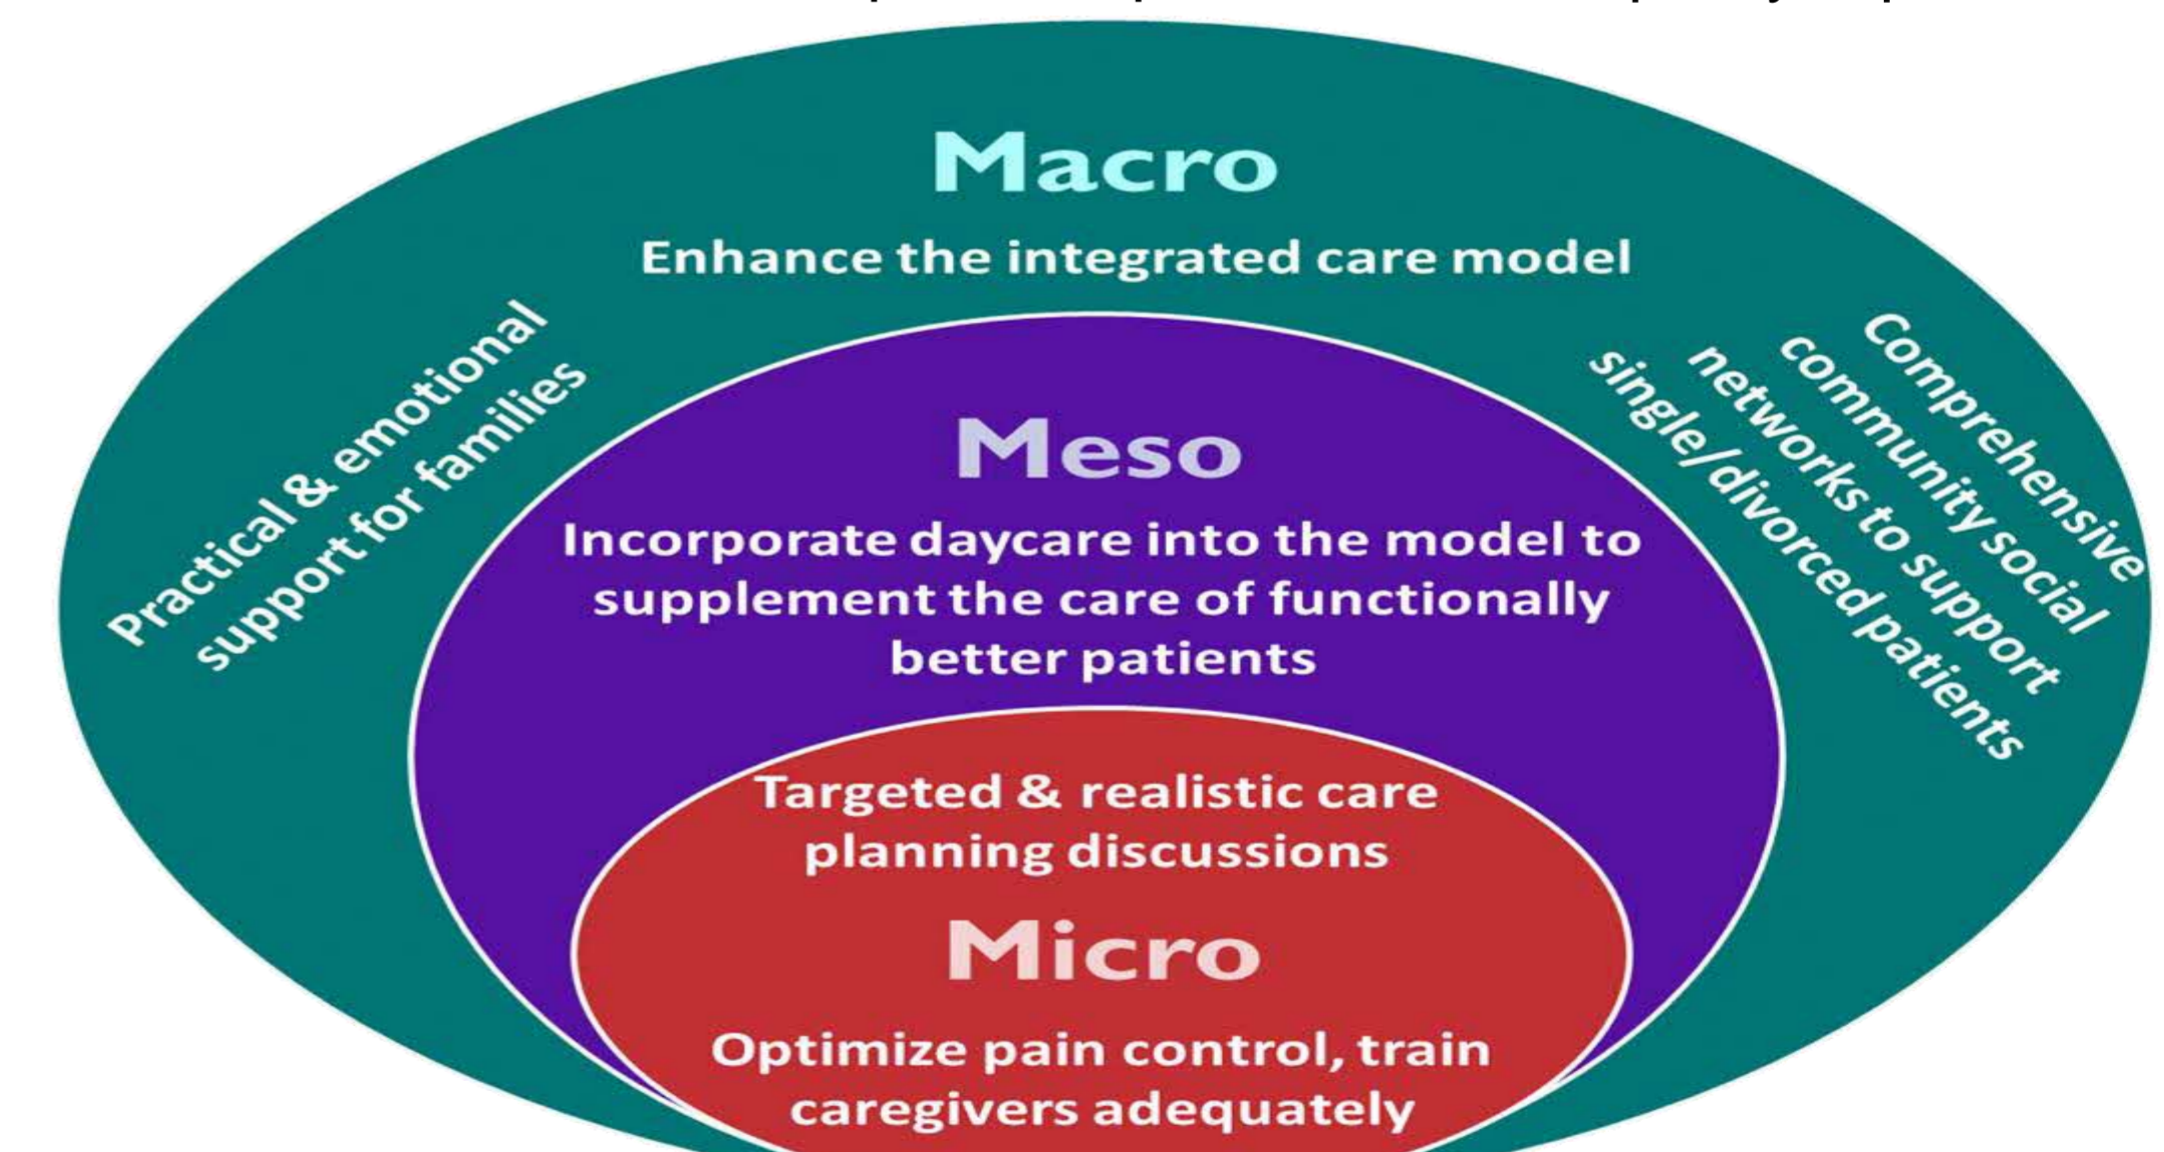 Macro
Enhance the integrated care model
Practical & emotional
support for families
Comprehensive
community social
networks to support
single/divorced patients
Meso
Incorporate daycare into the model to
supplement the care of functionally
better patients
Targeted & realistic care
planning discussions
Micro
Optimize pain control, train
caregivers adequately